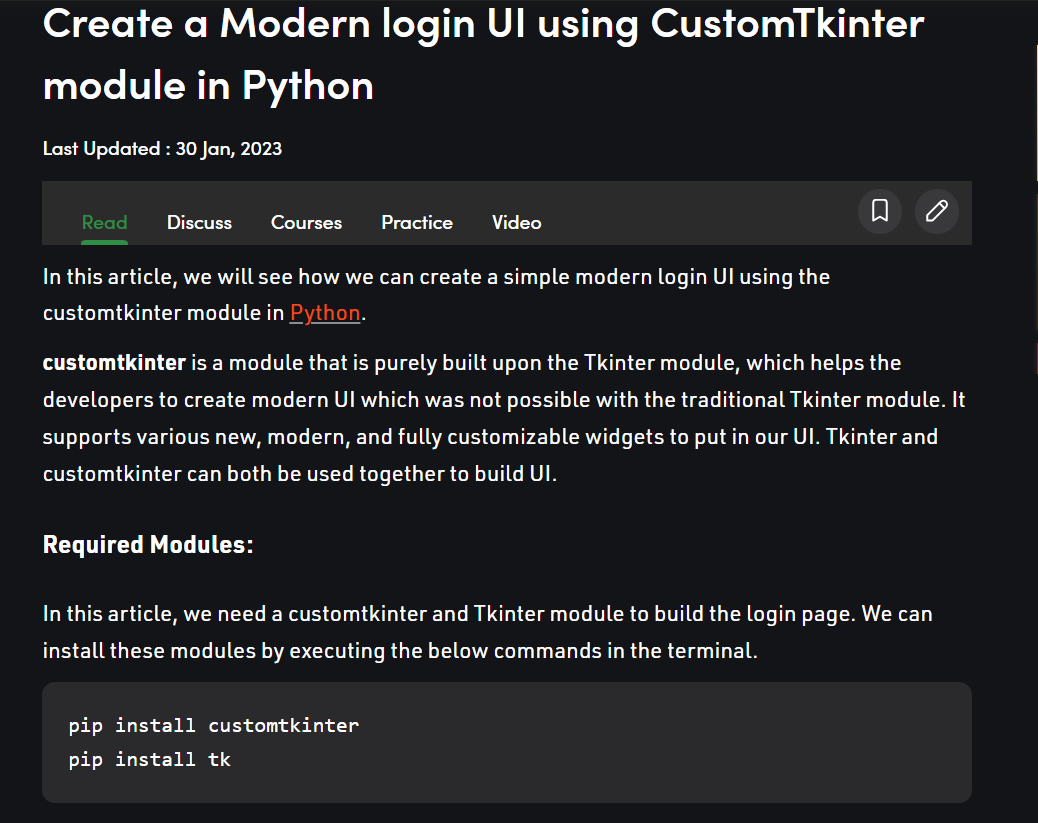 Create a Modern login UI using CustomTkinter
module in Python
Last Updated : 30 Jan, 2023
Read Discuss Courses Practice Video
In this article, we will see how we can create a simple modern login UI using the
customtkinter module in Python.
customtkinter is a module that is purely built upon the Tkinter module, which helps the
developers to create modern UI which was not possible with the traditional Tkinter module. It
supports various new, modern, and fully customizable widgets to put in our UI. Tkinter and
customtkinter can both be used together to build UI.
Required Modules:
In this article, we need a customtkinter and Tkinter module to build the login page. We can
install these modules by executing the below commands in the terminal.
pip install customtkinter
pip install tk